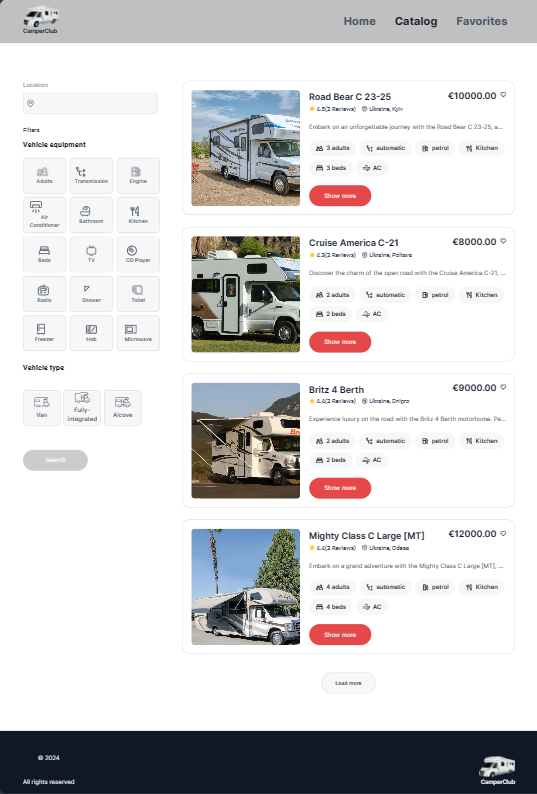 CamperClub
Home Catalog Favorites
Location
Filters
Vehicle equipment
Adults Transmission Engine
Air Conditioner Bathroom Kitchen
Beds TV CD Player
Radio Shower Toilet
Freezer Hob Microwave
Vehicle type
Van Fully-integrated Alcove
Search
Road Bear C 23-25 €10000.00
4.5(2 Reviews) Ukraine, Kyiv
Embark on an unforgettable journey with the Road Bear C 23-25, a...
3 adults automatic petrol Kitchen
3 beds AC
Show more
Cruise America C-21 €8000.00
4.3(2 Reviews) Ukraine, Poltava
Discover the charm of the open road with the Cruise America C-21, ...
2 adults automatic petrol Kitchen
2 beds AC
Show more
Britz 4 Berth €9000.00
4.4(2 Reviews) Ukraine, Dnipro
Experience luxury on the road with the Britz 4 Berth motorhome. Pe...
2 adults automatic petrol Kitchen
2 beds AC
Show more
Mighty Class C Large [MT] €12000.00
4.4(2 Reviews) Ukraine, Odesa
Embark on a grand adventure with the Mighty Class C Large [MT], ...
4 adults automatic petrol Kitchen
4 beds AC
Show more
Load more
© 2024
All rights reserved
CamperClub